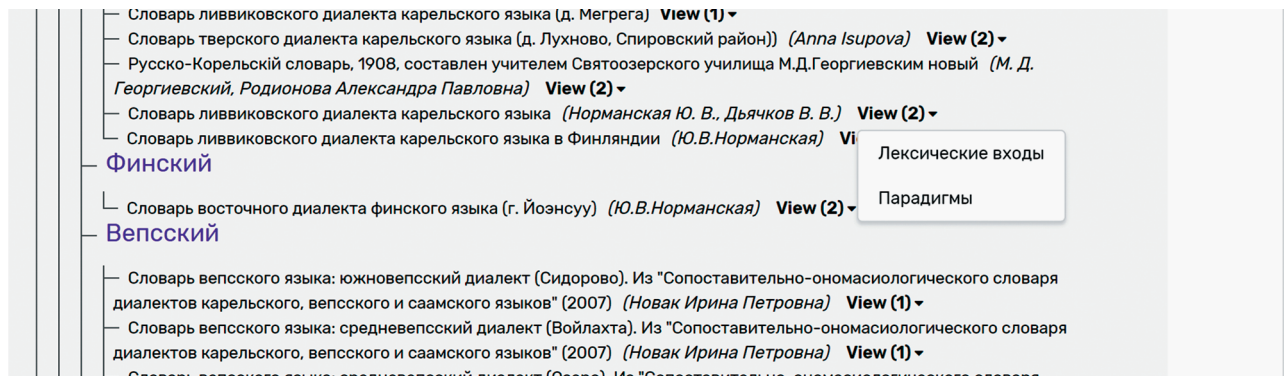 Словарь ливвиковского диалекта карельского языка (д. Мегрега) View (1)
Словарь тверского диалекта карельского языка (д. Лухново, Спировский район)) (Anna Isupova) View (2)
Русско-Корельскій словарь, 1908, составлен учителем Святоозерского училища М.Д.Георгиевским новый (М. Д.
Георгиевский, Родионова Александра Павловна) View (2)
Словарь ливвиковского диалекта карельского языка (Норманская Ю. В., Дьячков В. В.) View (2)
Словарь ливвиковского диалекта карельского языка в Финляндии (Ю.В.Норманская)
Лексические входы
Финский
Парадигмы
Словарь восточного диалекта финского языка (г. Йоэнсуу) (Ю.В.Норманская) View (2)
Вепсский
Словарь вепсского языка: южновепсский диалект (Сидорово). Из "Сопоставительно-ономасиологического словаря
диалектов карельского, вепсского и саамского языков" (2007) (Новак Ирина Петровна) View (1)
Словарь вепсского языка: средневепсский диалект (Войлахта). Из "Сопоставительно-ономасиологического словаря
диалектов карельского, вепсского и саамского языков" (2007) (Новак Ирина Петровна) View (1)